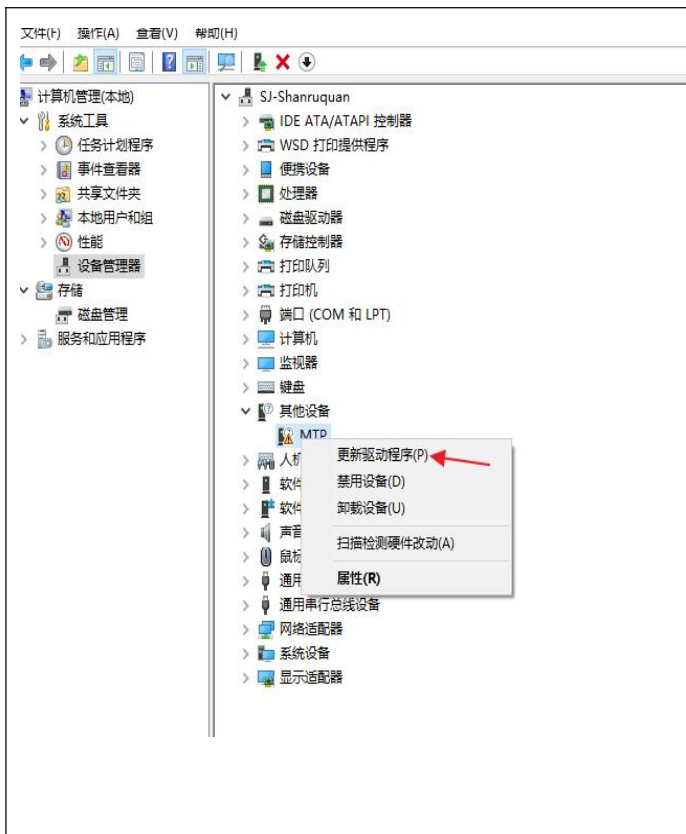 文件(F) 操作(A) 查看(V) 帮助(H)
计算机管理(本地)
系统工具
任务计划程序
事件查看器
共享文件夹
本地用户和组
性能
设备管理器
存储
磁盘管理
服务和应用程序
SJ-Shanruquan
IDE ATA/ATAPI 控制器
WSD 打印提供程序
便携设备
处理器
磁盘驱动器
存储控制器
打印队列
打印机
端口 (COM 和 LPT)
计算机
监视器
键盘
其他设备
MTP
人机
软件
软件
声音
鼠标
通用
通用串行总线设备
网络适配器
系统设备
显示适配器
更新驱动程序(P)
禁用设备(D)
卸载设备(U)
扫描检测硬件改动(A)
属性(R)